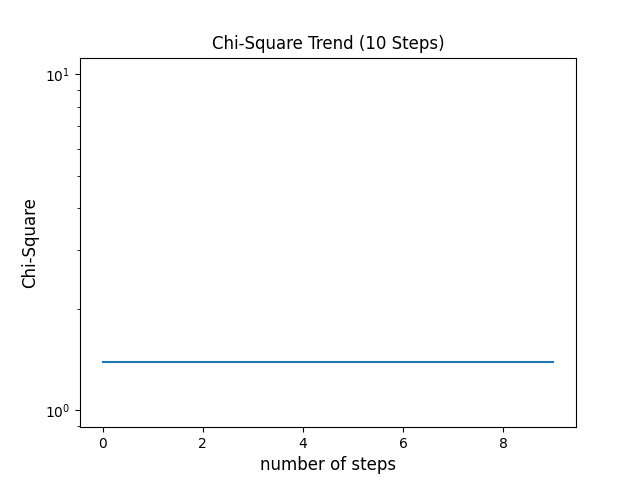 Chi-Square Trend (10 Steps)
10¹
Chi-Square
10⁰
0 2 4 6 8
number of steps